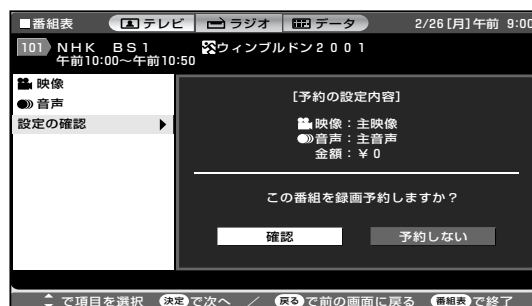 ■番組表 テレビ ラジオ データ 2/26[月]午前 9:00
101 NHK BS1 ウィンブルドン2001
午前10:00～午前10:50
映像
音声
設定の確認
[予約の設定内容]
映像：主映像
音声：主音声
金額：￥0
この番組を録画予約しますか？
確認 予約しない
で項目を選択 決定で次へ ／ 戻るで前の画面に戻る 番組表で終了